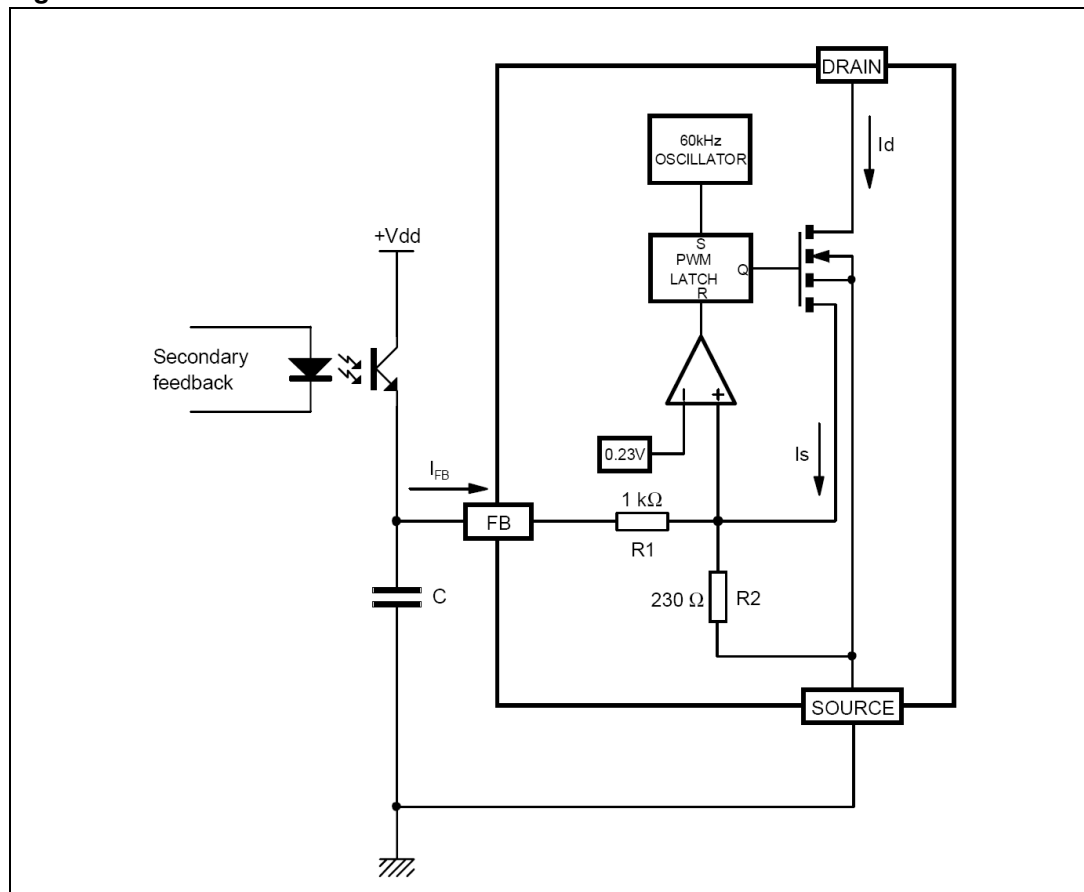 DRAIN
60kHz
OSCILLATOR
Id
+Vdd
S
PWM
LATCH
Q
R
Secondary
feedback
0.23V
Is
I_FB
1 kΩ
FB
R1
C
230 Ω
R2
SOURCE